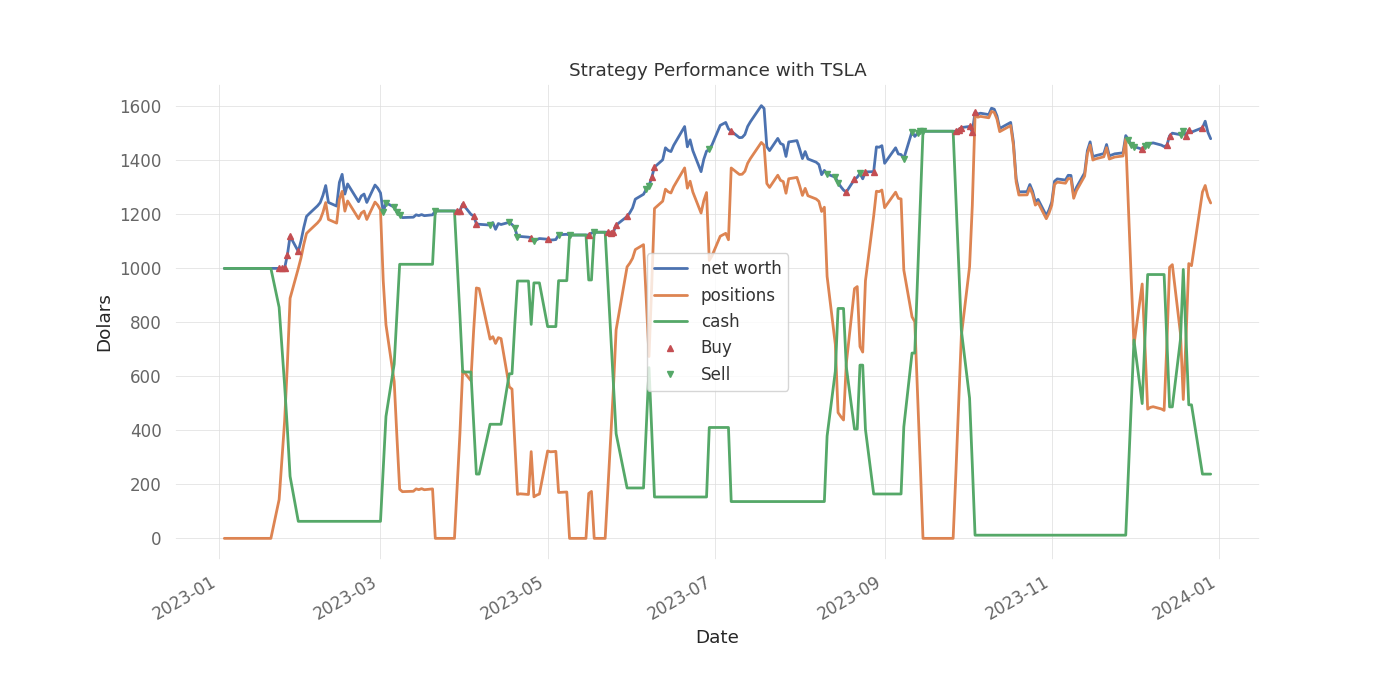 Strategy Performance with TSLA
Dolars
1600
1400
1200
1000
800
600
400
200
0
net worth
positions
cash
Buy
Sell
2023-01
2023-03
2023-05
2023-07
2023-09
2023-11
2024-01
Date